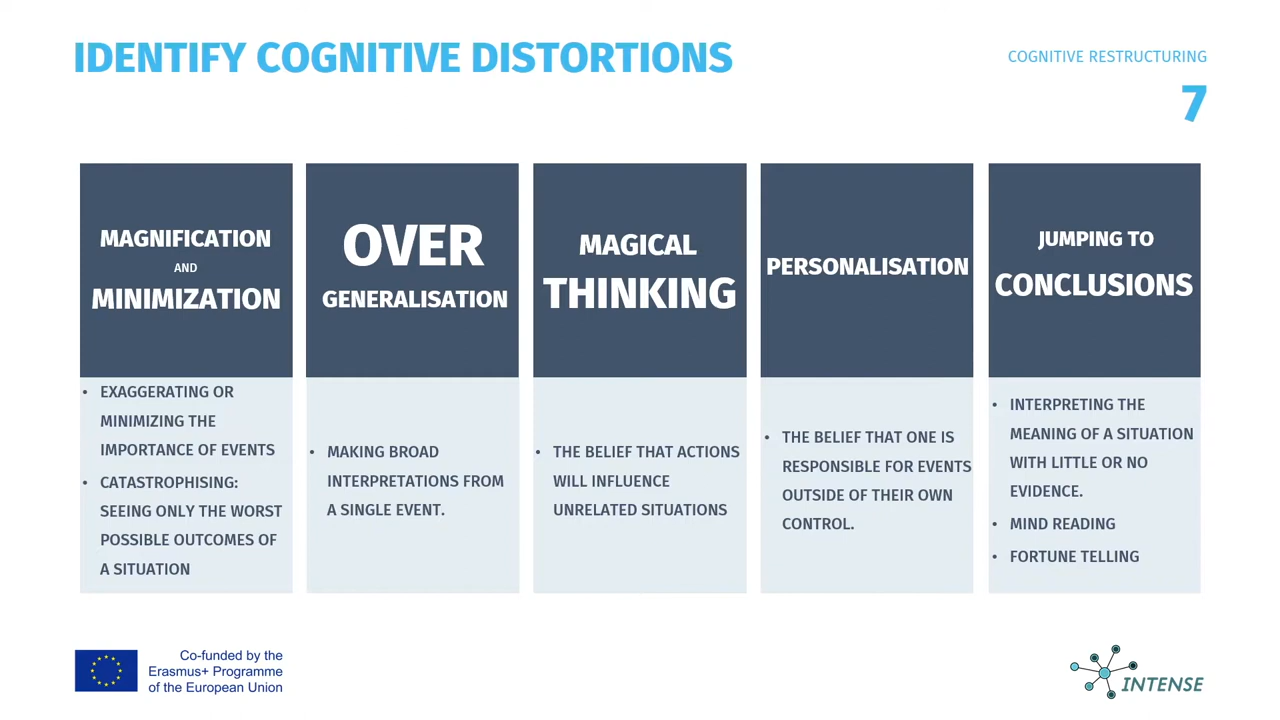 IDENTIFY COGNITIVE DISTORTIONS
COGNITIVE RESTRUCTURING
7
MAGNIFICATION
AND
MINIMIZATION
• EXAGGERATING OR
MINIMIZING THE
IMPORTANCE OF EVENTS
• CATASTROPHISING:
SEEING ONLY THE WORST
POSSIBLE OUTCOMES OF
A SITUATION
OVER
GENERALISATION
• MAKING BROAD
INTERPRETATIONS FROM
A SINGLE EVENT.
MAGICAL
THINKING
• THE BELIEF THAT ACTIONS
WILL INFLUENCE
UNRELATED SITUATIONS
PERSONALISATION
• THE BELIEF THAT ONE IS
RESPONSIBLE FOR EVENTS
OUTSIDE OF THEIR OWN
CONTROL.
JUMPING TO
CONCLUSIONS
• INTERPRETING THE
MEANING OF A SITUATION
WITH LITTLE OR NO
EVIDENCE.
• MIND READING
• FORTUNE TELLING
Co-funded by the
Erasmus+ Programme
of the European Union
INTENSE